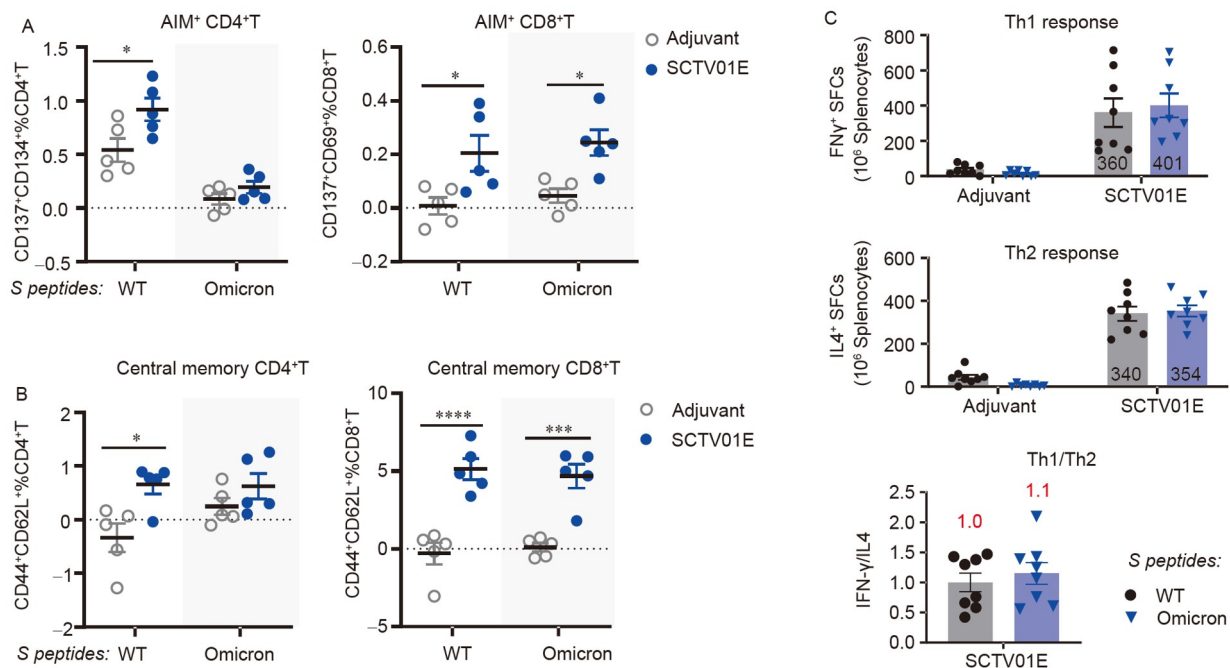 A
AIM⁺ CD4⁺T
CD137⁺CD134⁺%CD4⁺T
1.5
1.0
0.5
0.0
–0.5
*
S peptides: WT Omicron
AIM⁺ CD8⁺T
CD137⁺CD69⁺%CD8⁺T
0.6
0.4
0.2
0.0
–0.2
* *
WT Omicron
Adjuvant
SCTV01E
B
Central memory CD4⁺T
CD44⁺CD62L⁺%CD4⁺T
2
1
0
–1
–2
*
S peptides: WT Omicron
Central memory CD8⁺T
CD44⁺CD62L⁺%CD8⁺T
10
5
0
–5
**** ***
WT Omicron
Adjuvant
SCTV01E
C
Th1 response
FNγ⁺ SFCs
(10⁶ Splenocytes)
800
600
400
200
0
360 401
Adjuvant SCTV01E
Th2 response
IL4⁺ SFCs
(10⁶ Splenocytes)
600
400
200
0
340 354
Adjuvant SCTV01E
Th1/Th2
IFN-γ/IL4
2.5
2.0
1.5
1.0
0.5
0.0
1.0 1.1
SCTV01E
S peptides:
WT
Omicron